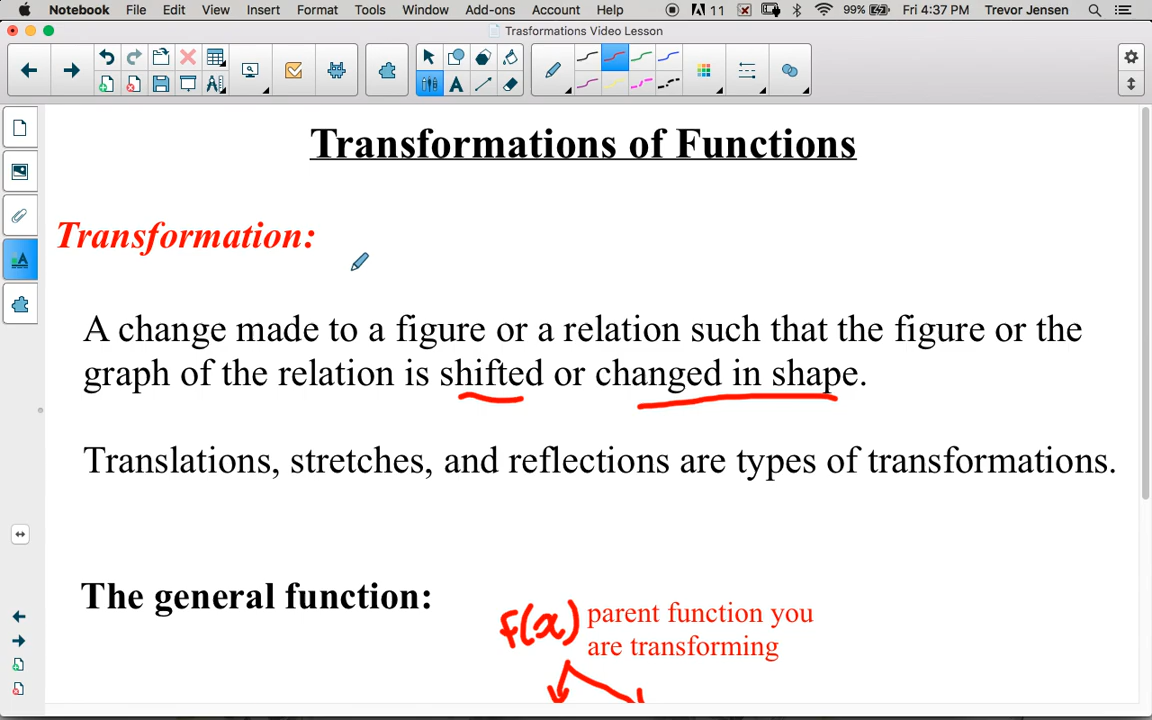 Notebook File Edit View Insert Format Tools Window Add-ons Account Help 11 99% Fri 4:37 PM Trevor Jensen
Trasformations Video Lesson
Transformations of Functions
Transformation:
A change made to a figure or a relation such that the figure or the
graph of the relation is shifted or changed in shape.
Translations, stretches, and reflections are types of transformations.
The general function:
f(x) parent function you
are transforming